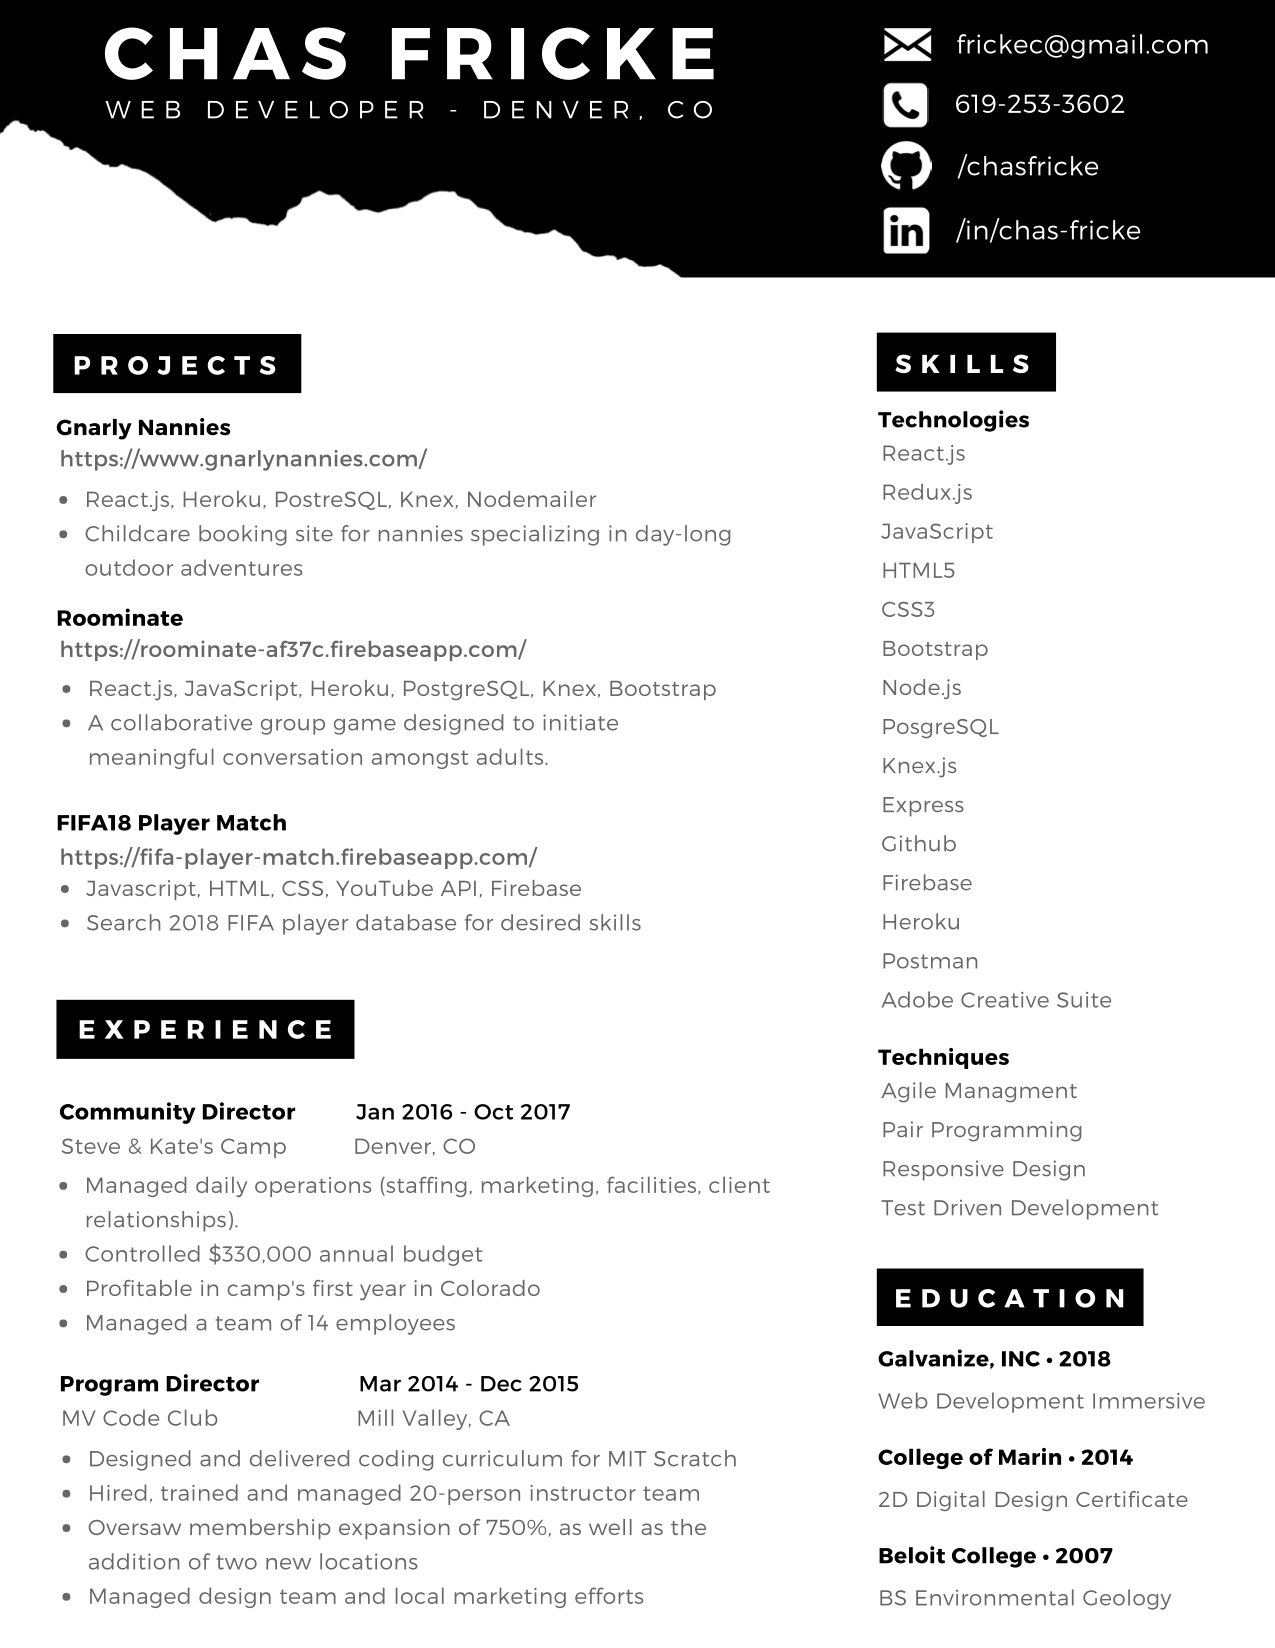 CHAS FRICKE
WEB DEVELOPER - DENVER, CO
frickec@gmail.com
619-253-3602
/chasfricke
in
/in/chas-fricke
PROJECTS
Gnarly Nannies
https://www.gnarlynannies.com/
• React.js, Heroku, PostreSQL, Knex, Nodemailer
• Childcare booking site for nannies specializing in day-long
outdoor adventures
Roominate
https://roominate-af37c.firebaseapp.com/
• React.js, JavaScript, Heroku, PostgreSQL, Knex, Bootstrap
• A collaborative group game designed to initiate
meaningful conversation amongst adults.
FIFA18 Player Match
https://fifa-player-match.firebaseapp.com/
• Javascript, HTML, CSS, YouTube API, Firebase
• Search 2018 FIFA player database for desired skills
EXPERIENCE
Community Director Jan 2016 - Oct 2017
Steve & Kate's Camp Denver, CO
• Managed daily operations (staffing, marketing, facilities, client
relationships).
• Controlled $330,000 annual budget
• Profitable in camp's first year in Colorado
• Managed a team of 14 employees
Program Director Mar 2014 - Dec 2015
MV Code Club Mill Valley, CA
• Designed and delivered coding curriculum for MIT Scratch
• Hired, trained and managed 20-person instructor team
• Oversaw membership expansion of 750%, as well as the
addition of two new locations
• Managed design team and local marketing efforts
SKILLS
Technologies
React.js
Redux.js
JavaScript
HTML5
CSS3
Bootstrap
Node.js
PosgreSQL
Knex.js
Express
Github
Firebase
Heroku
Postman
Adobe Creative Suite
Techniques
Agile Managment
Pair Programming
Responsive Design
Test Driven Development
EDUCATION
Galvanize, INC • 2018
Web Development Immersive
College of Marin • 2014
2D Digital Design Certificate
Beloit College • 2007
BS Environmental Geology